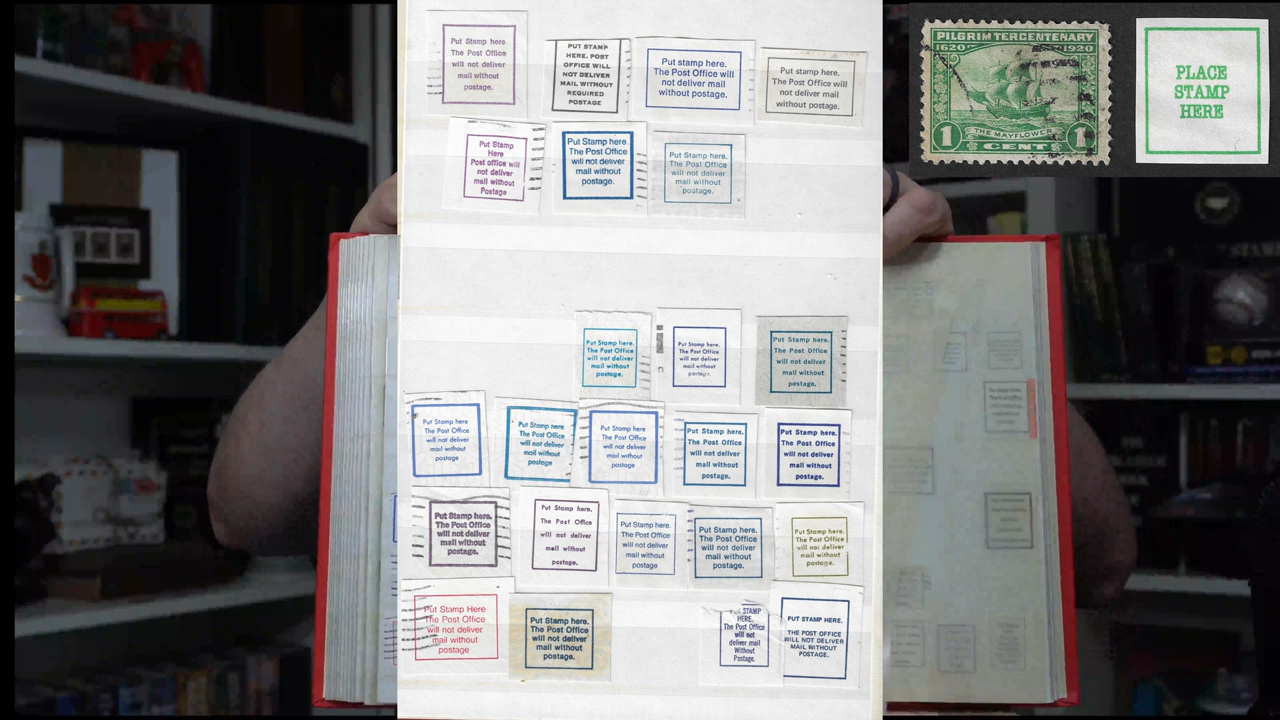 Put Stamp here.
The Post Office
will not deliver
mail without
postage.
PUT STAMP
HERE. POST
OFFICE WILL
NOT DELIVER
MAIL WITHOUT
REQUIRED
POSTAGE
Put stamp here.
The Post Office will
not deliver mail
without postage.
Put stamp here.
The Post Office will
not deliver mail
without postage.
PILGRIM TERCENTENARY
1620 1920
THE MAYFLOWER
1 1
CENT
PLACE
STAMP
HERE
Put Stamp
Here
Post office will
not deliver
mail without
Postage
Put Stamp here.
The Post Office
will not deliver
mail without
postage.
Put Stamp here.
The Post Office
will not deliver
mail without
postage.
Put Stamp here.
The Post Office
will not deliver
mail without
postage.
Put Stamp here.
The Post Office
will not deliver
mail without
postage.
Put Stamp here.
The Post Office
will not deliver
mail without
postage.
Put Stamp here
The Post Office
will not deliver
mail without
postage
Put Stamp here
The Post Office
will not deliver
mail without
postage
Put Stamp here
The Post Office
will not deliver
mail without
postage
Put Stamp here.
The Post Office
will not deliver
mail without
postage.
Put Stamp here.
The Post Office
will not deliver
mail without
postage.
Put Stamp here.
The Post Office
will not deliver
mail without
postage.
Put Stamp here.
The Post Office
will not deliver
mail without
postage.
Put Stamp here.
The Post Office
will not deliver
mail without
postage
Put Stamp here.
The Post Office
will not deliver
mail without
postage.
Put Stamp here.
The Post Office
will not deliver
mail without
postage.
Put Stamp Here
The Post Office
will not deliver
mail without
postage
Put Stamp here.
The Post Office
will not deliver
mail without
postage.
STAMP
HERE.
The Post Office
will not
deliver mail
Without
Postage.
PUT STAMP HERE.
THE POST OFFICE
WILL NOT DELIVER
MAIL WITHOUT
POSTAGE.